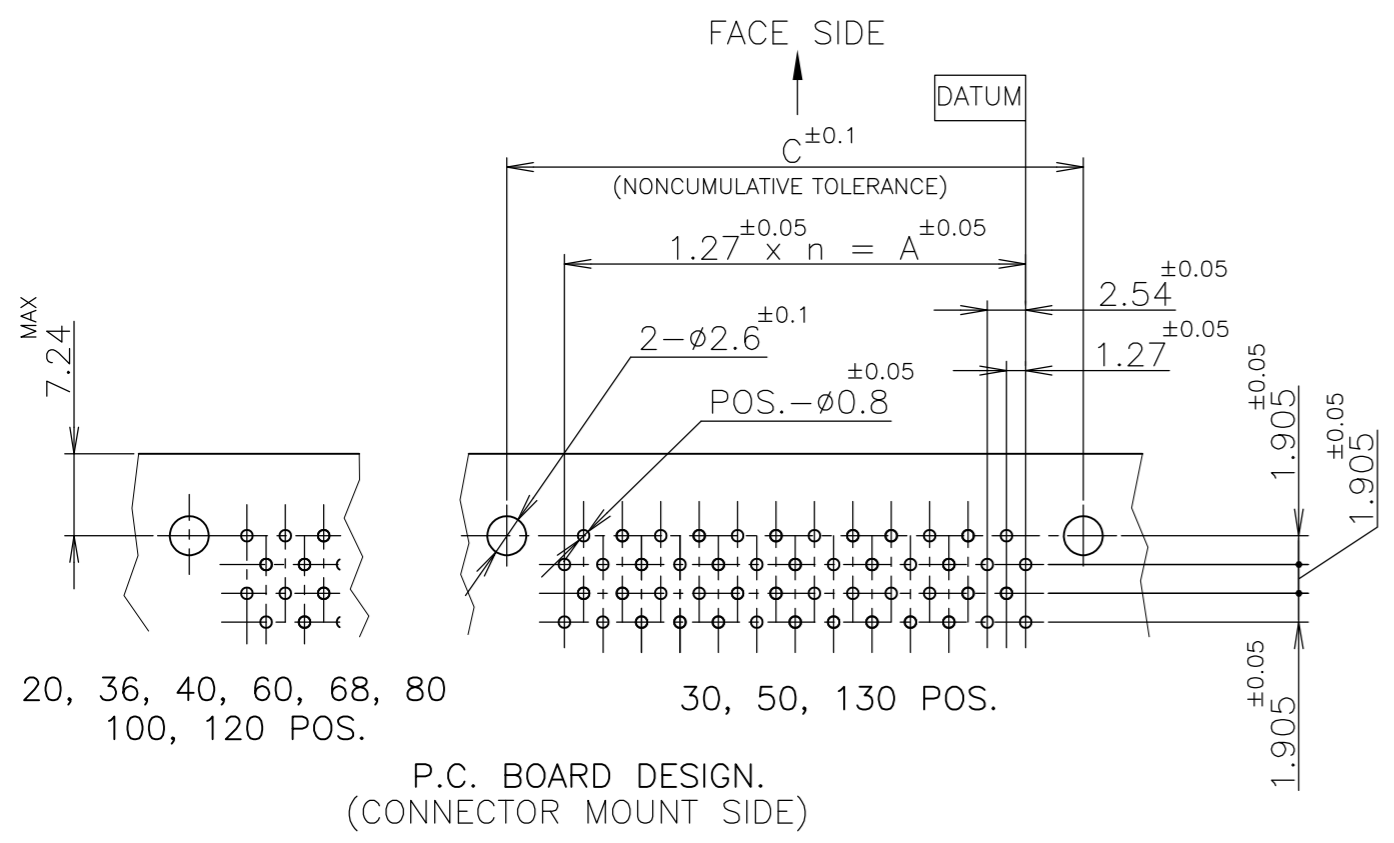 FACE SIDE
DATUM
C±0.1
(NONCUMULATIVE TOLERANCE)
1.27±0.05 x n = A±0.05
2.54±0.05
1.27±0.05
2-⌀2.6±0.1
POS.-⌀0.8±0.05
7.24 MAX
1.905±0.05
1.905±0.05
1.905±0.05
20, 36, 40, 60, 68, 80
100, 120 POS.
30, 50, 130 POS.
P.C. BOARD DESIGN.
(CONNECTOR MOUNT SIDE)